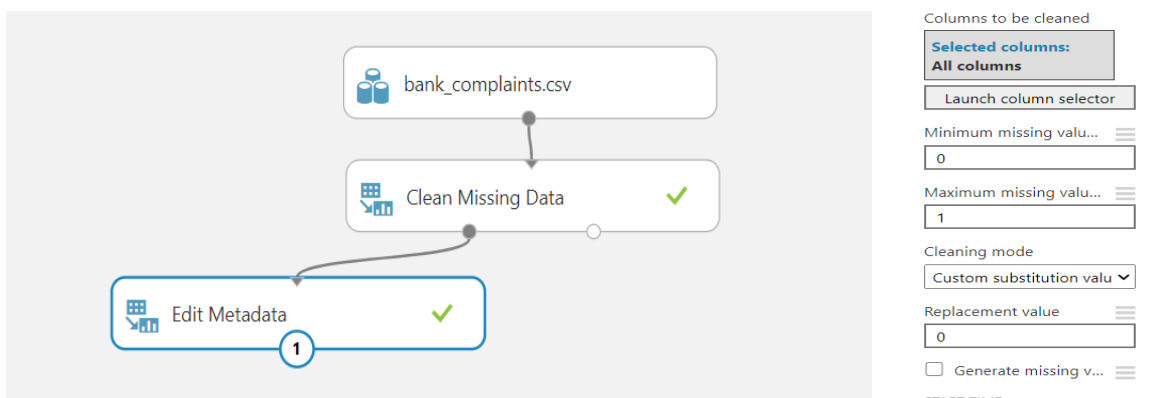 bank_complaints.csv
Clean Missing Data
Edit Metadata
1
Columns to be cleaned
Selected columns:
All columns
Launch column selector
Minimum missing valu...
0
Maximum missing valu...
1
Cleaning mode
Custom substitution valu
Replacement value
0
Generate missing v...